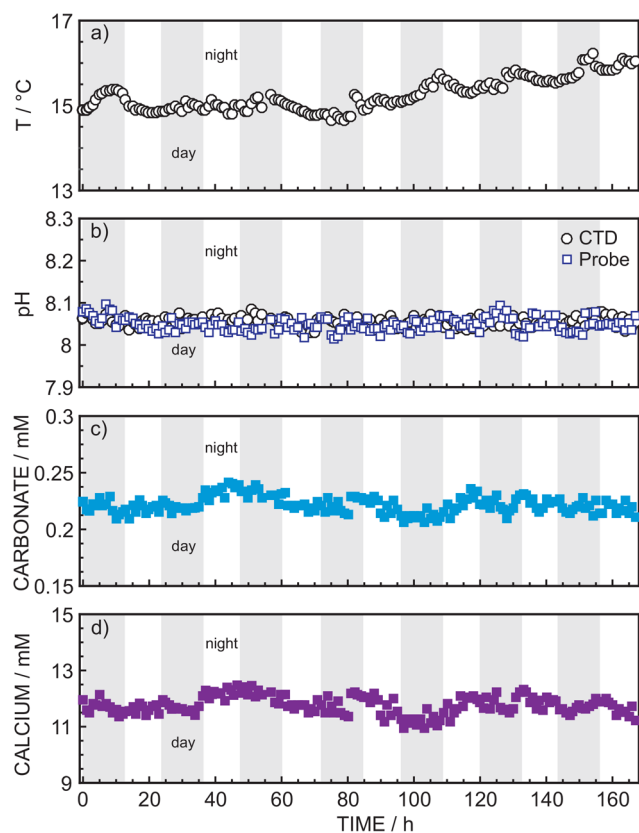 a)
17
15
13
T / °C
night
day
b)
8.3
8.2
8.1
8
7.9
pH
night
CTD
Probe
day
c)
0.3
0.25
0.2
0.15
CARBONATE / mM
night
day
d)
15
13
11
9
CALCIUM / mM
night
day
0 20 40 60 80 100 120 140 160
TIME / h